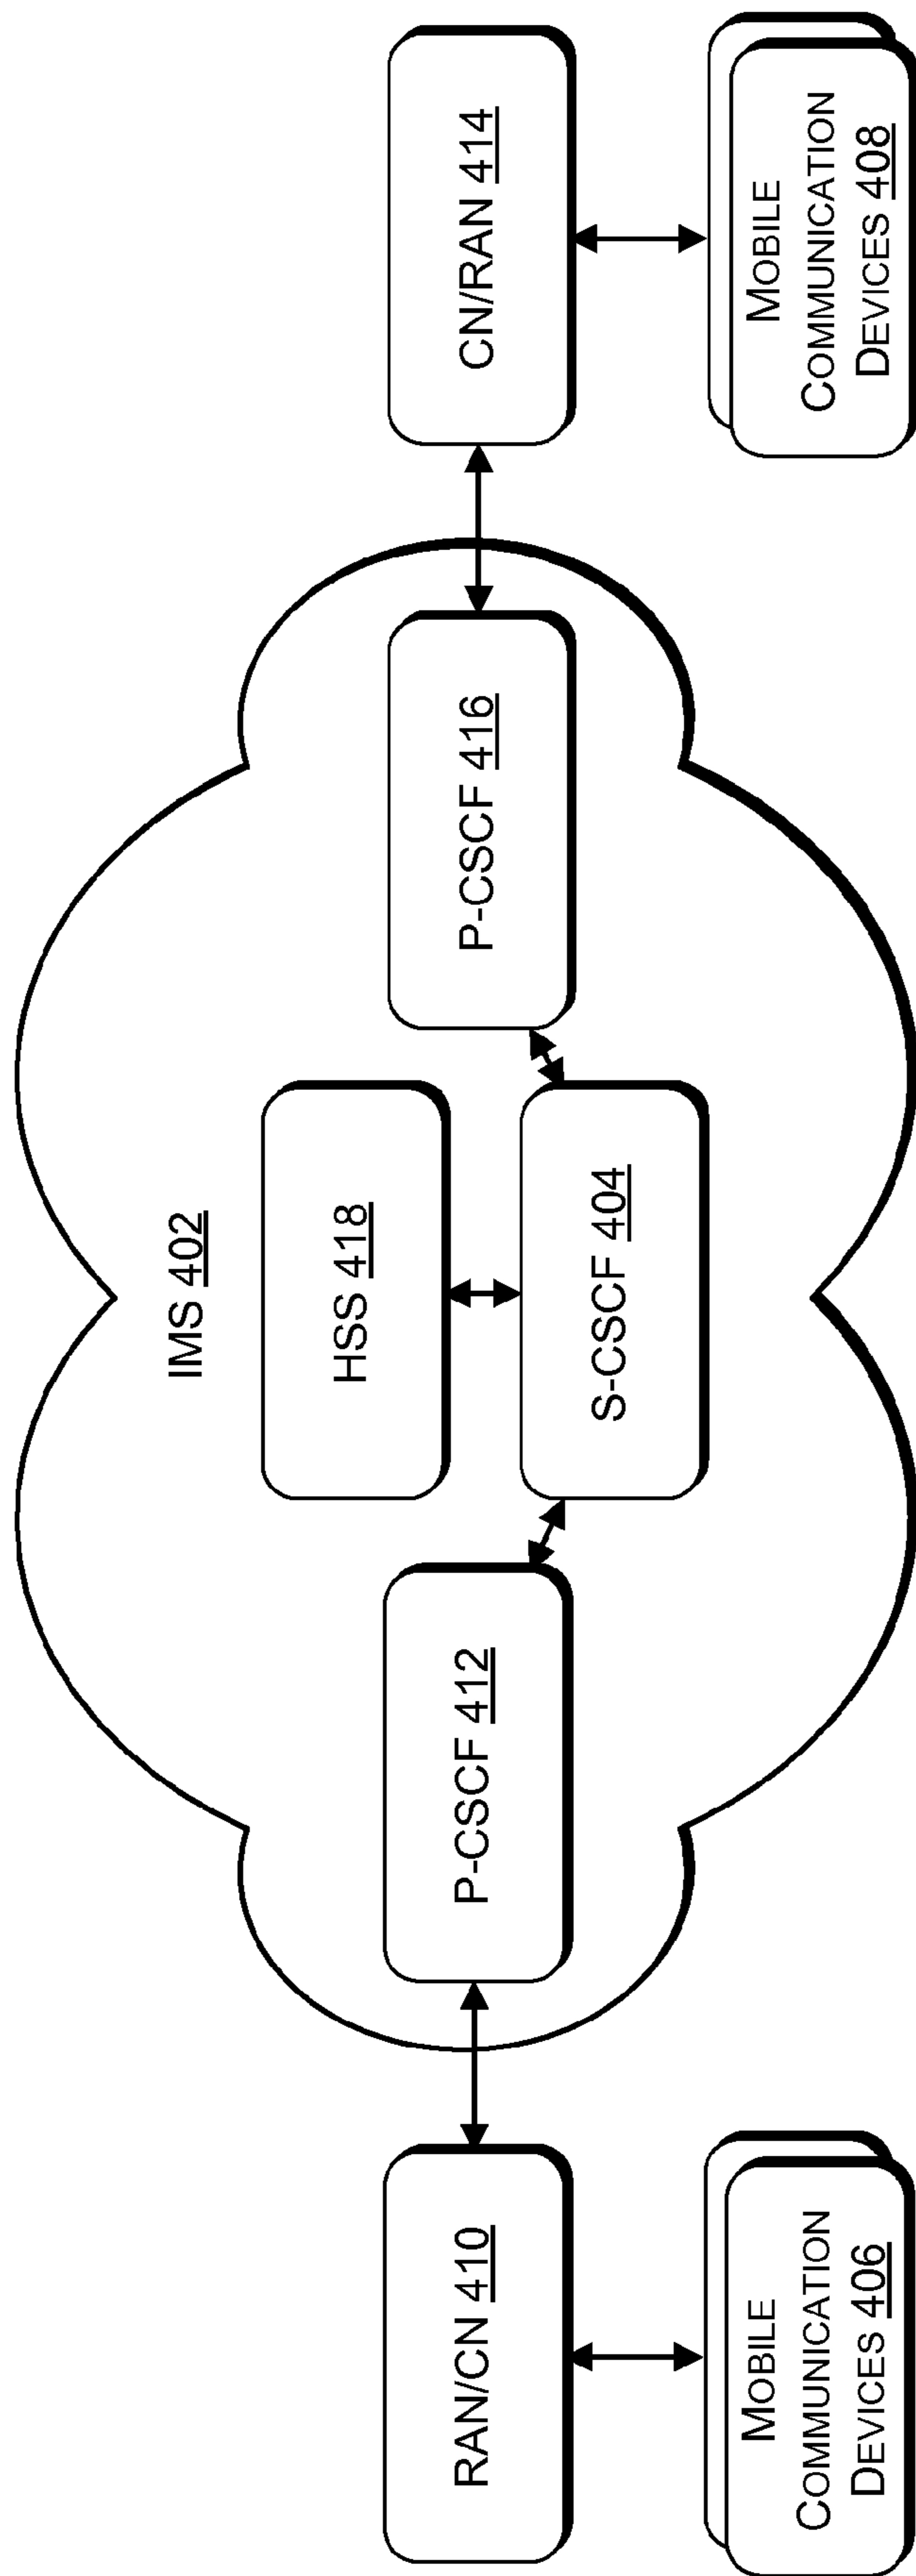 IMS 402
HSS 418
RAN/CN 410
P-CSCF 412
P-CSCF 416
CN/RAN 414
S-CSCF 404
MOBILE
COMMUNICATION
DEVICES 406
MOBILE
COMMUNICATION
DEVICES 408